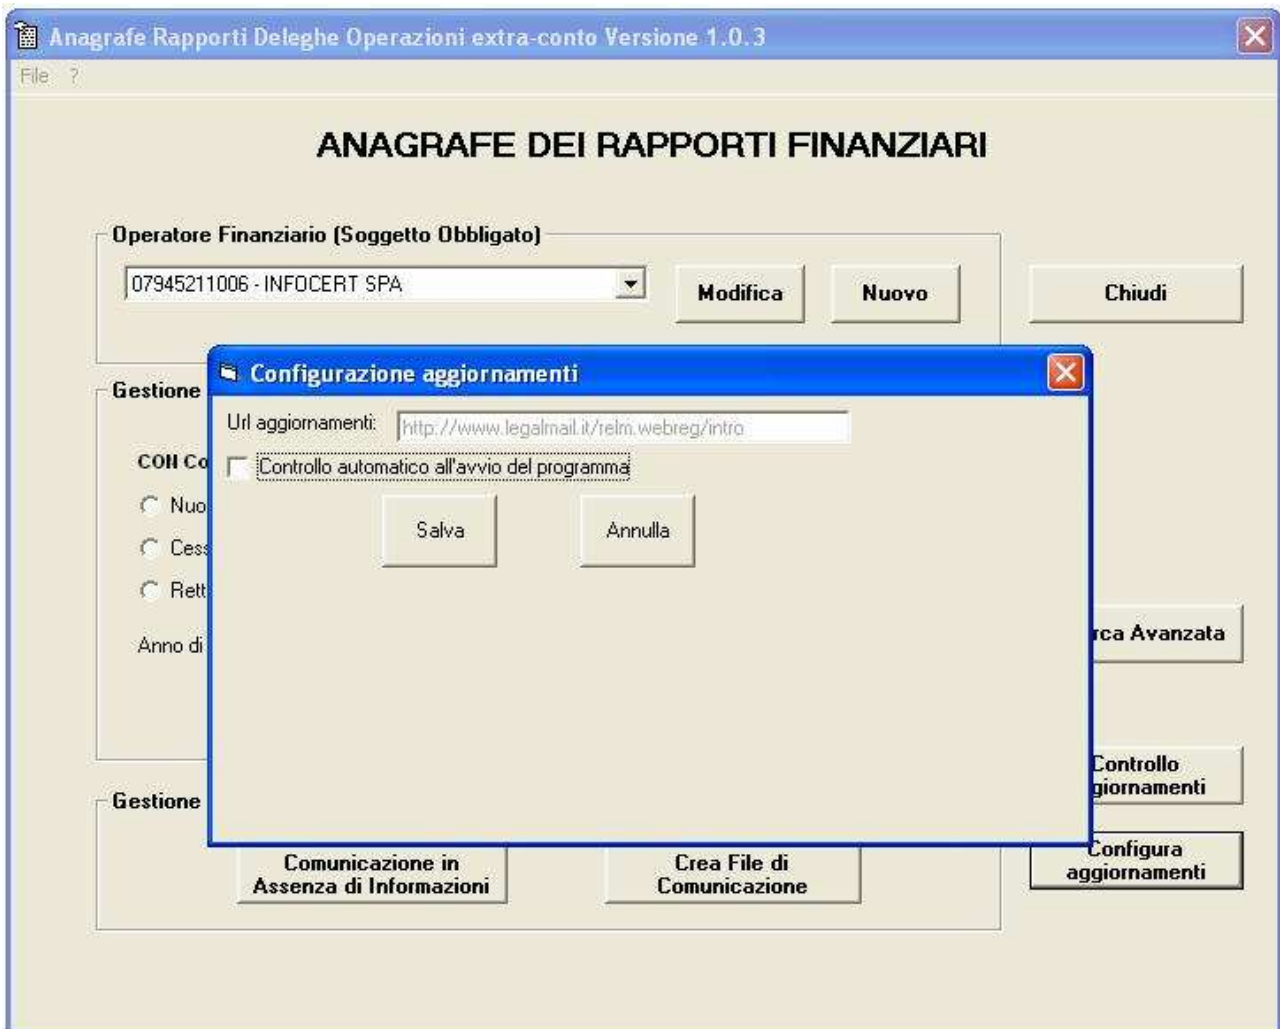 Anagrafe Rapporti Deleghe Operazioni extra-conto Versione 1.0.3
File ?
ANAGRAFE DEI RAPPORTI FINANZIARI
Operatore Finanziario (Soggetto Obbligato)
07945211006 - INFOCERT SPA
Modifica
Nuovo
Chiudi
Configurazione aggiornamenti
Gestione
Url aggiornamenti: http://www.legalmail.it/relm.webreg/intro
CON Co
Controllo automatico all'avvio del programma
Nuo
Salva
Annulla
Cess
Rett
Anno di
rca Avanzata
Controllo
giornamenti
Gestione
Configura
aggiornamenti
Comunicazione in
Assenza di Informazioni
Crea File di
Comunicazione